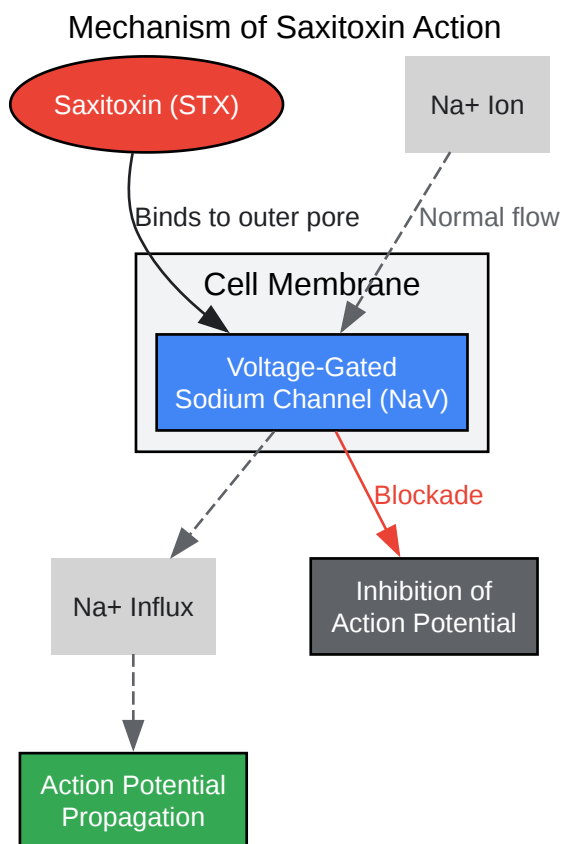 Mechanism of Saxitoxin Action
Saxitoxin (STX)
Na+ Ion
Binds to outer pore
Normal flow
Cell Membrane
Voltage-Gated
Sodium Channel (NaV)
Blockade
Na+ Influx
Inhibition of
Action Potential
Action Potential
Propagation